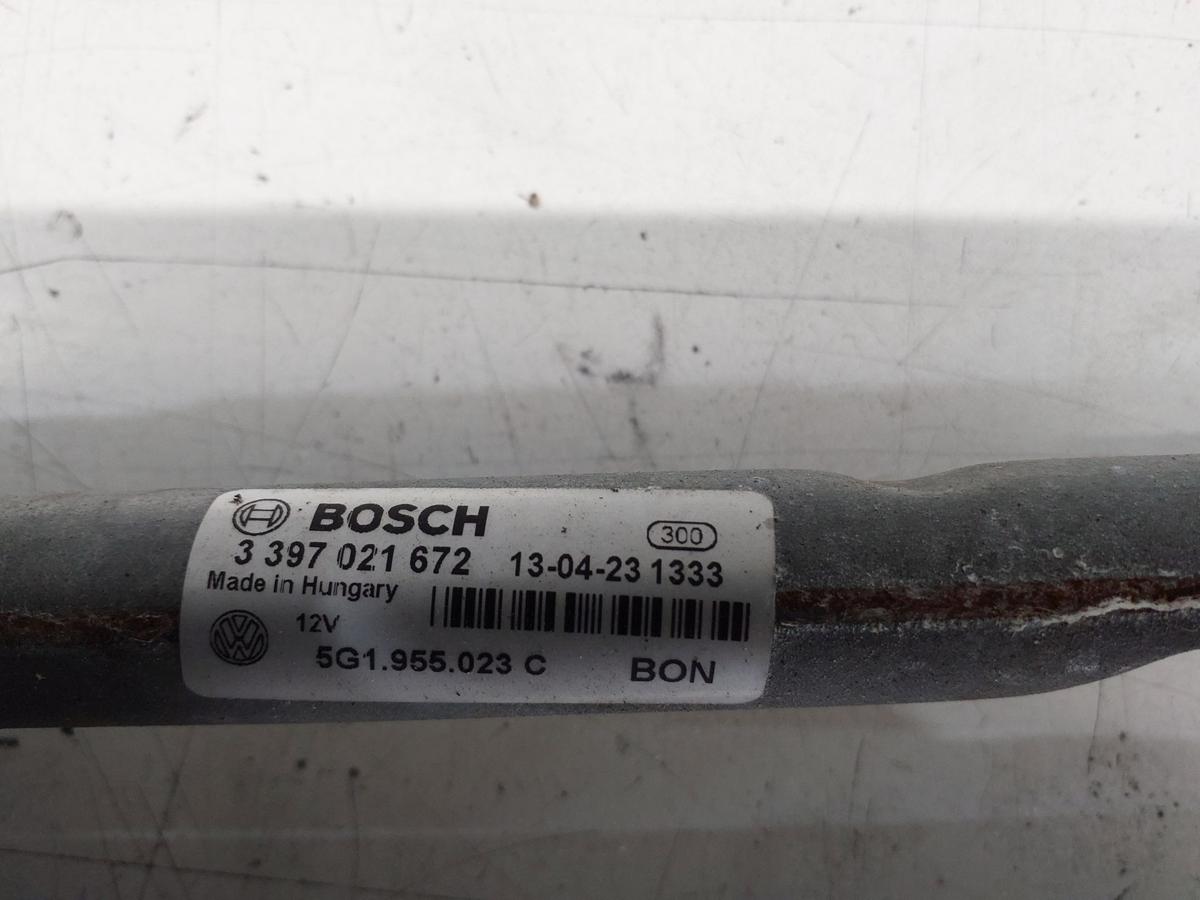 BOSCH
300
3 397 021 672 13-04-23 1333
Made in Hungary
12V
5G1.955.023 C BON